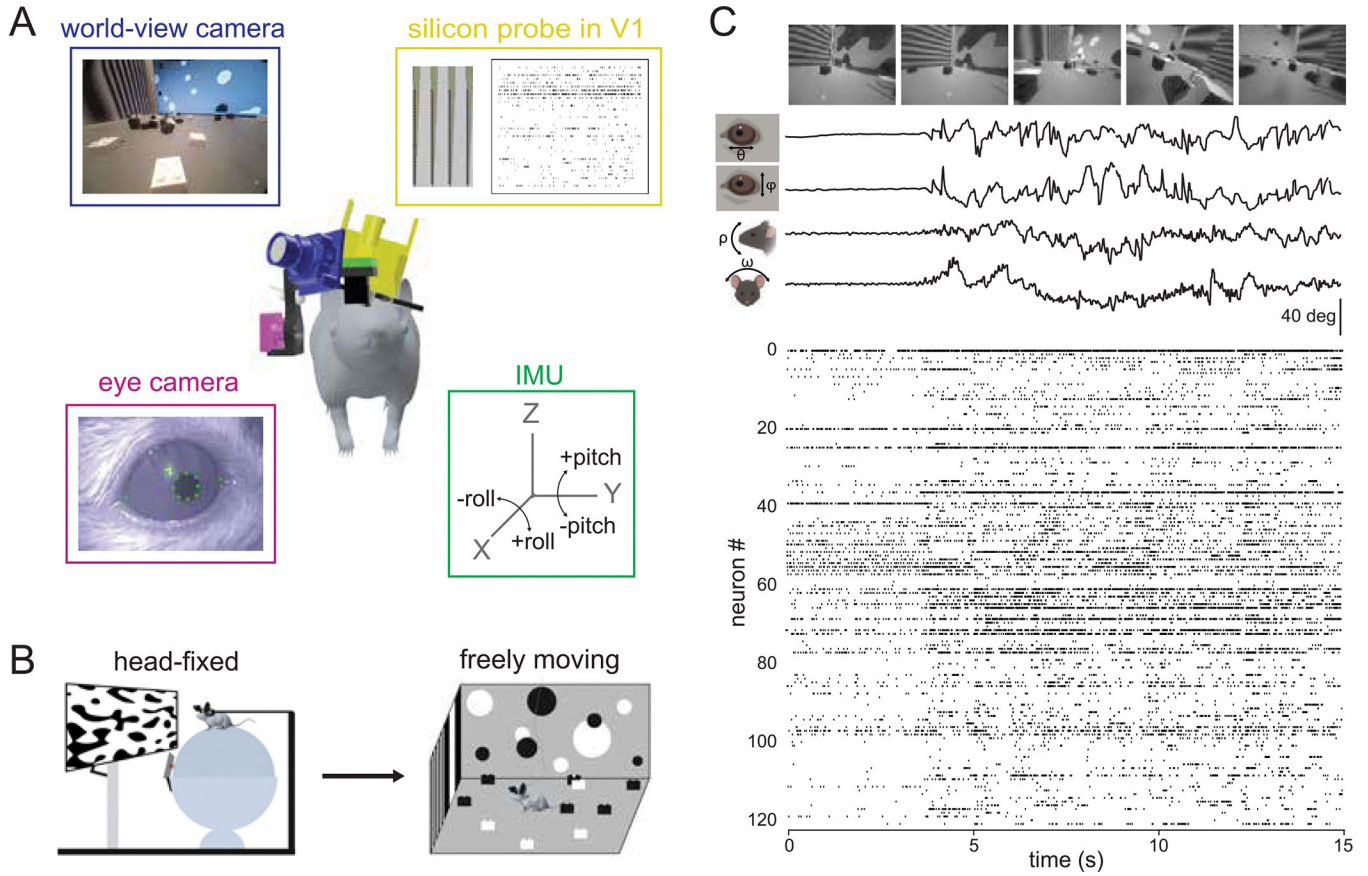 A
world-view camera
silicon probe in V1
eye camera
IMU
Z
+pitch
Y
-roll
-pitch
X
+roll
B
head-fixed
freely moving
C
θ
φ
ρ
ω
40 deg
0
20
40
60
80
100
120
neuron #
0
5
10
15
time (s)